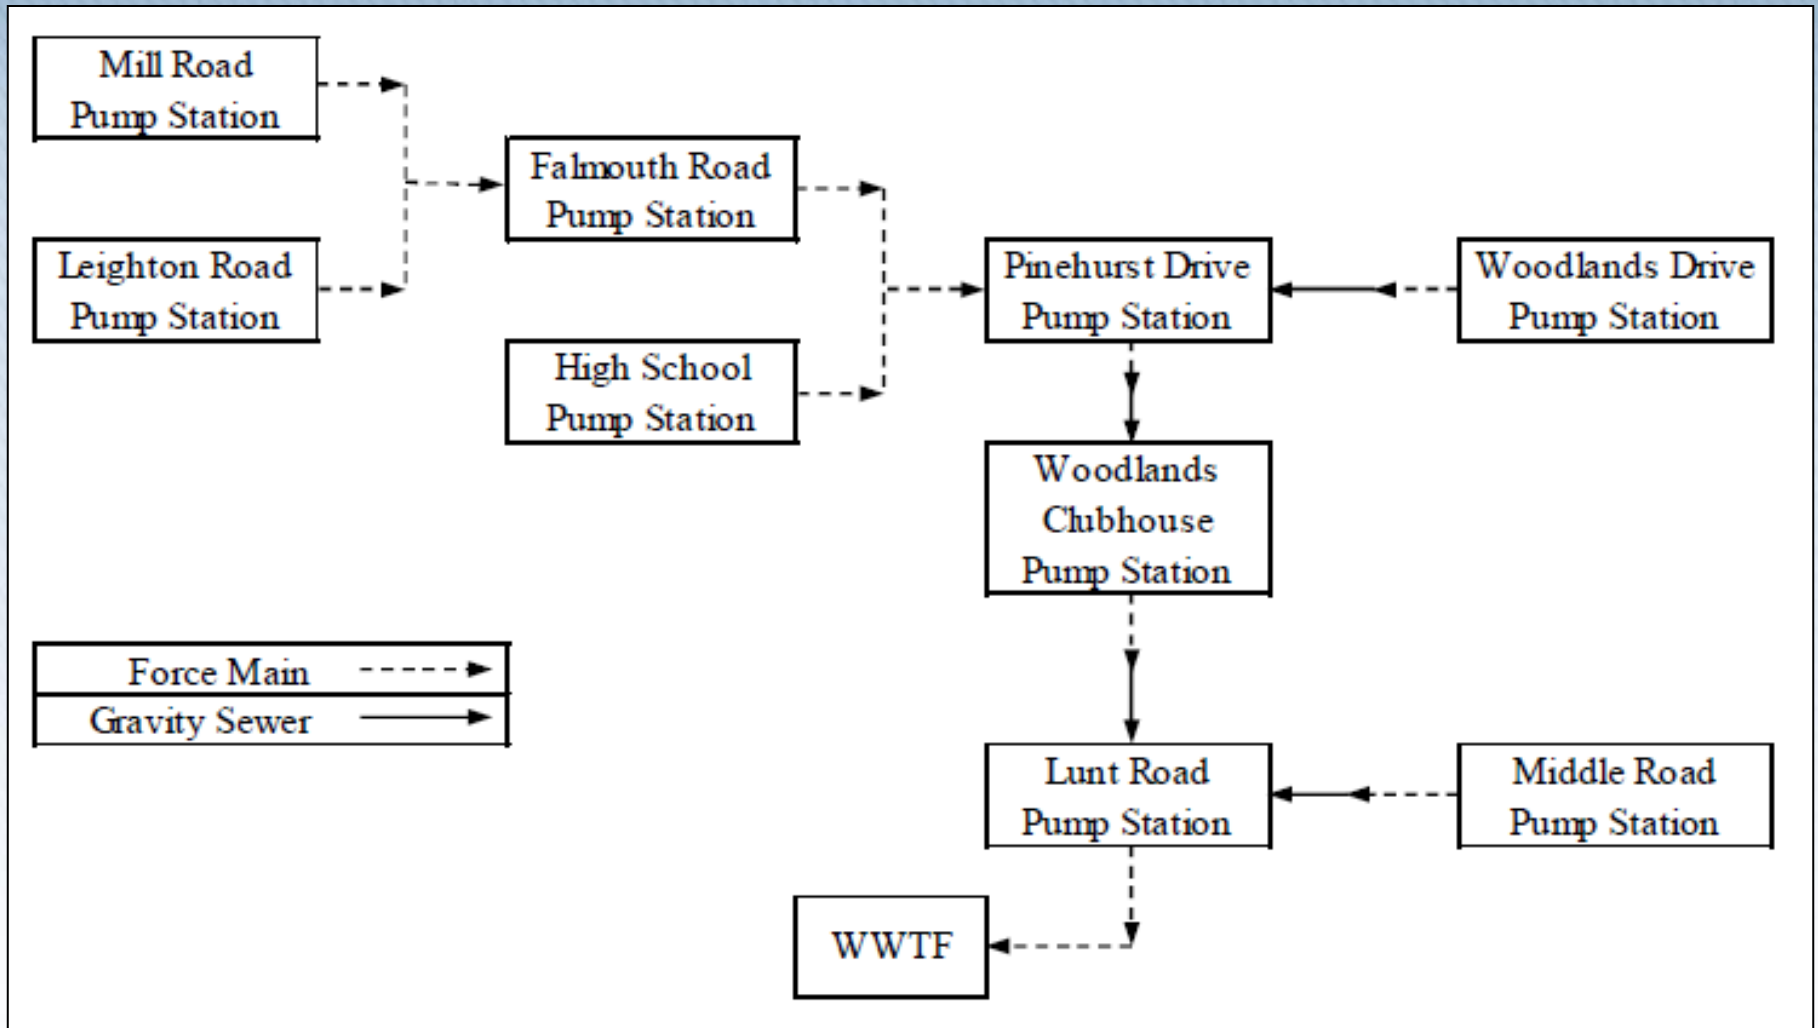 Mill Road
Pump Station
Leighton Road
Pump Station
Falmouth Road
Pump Station
High School
Pump Station
Pinehurst Drive
Pump Station
Woodlands Drive
Pump Station
Woodlands
Clubhouse
Pump Station
Lunt Road
Pump Station
Middle Road
Pump Station
WWTF
Force Main
Gravity Sewer